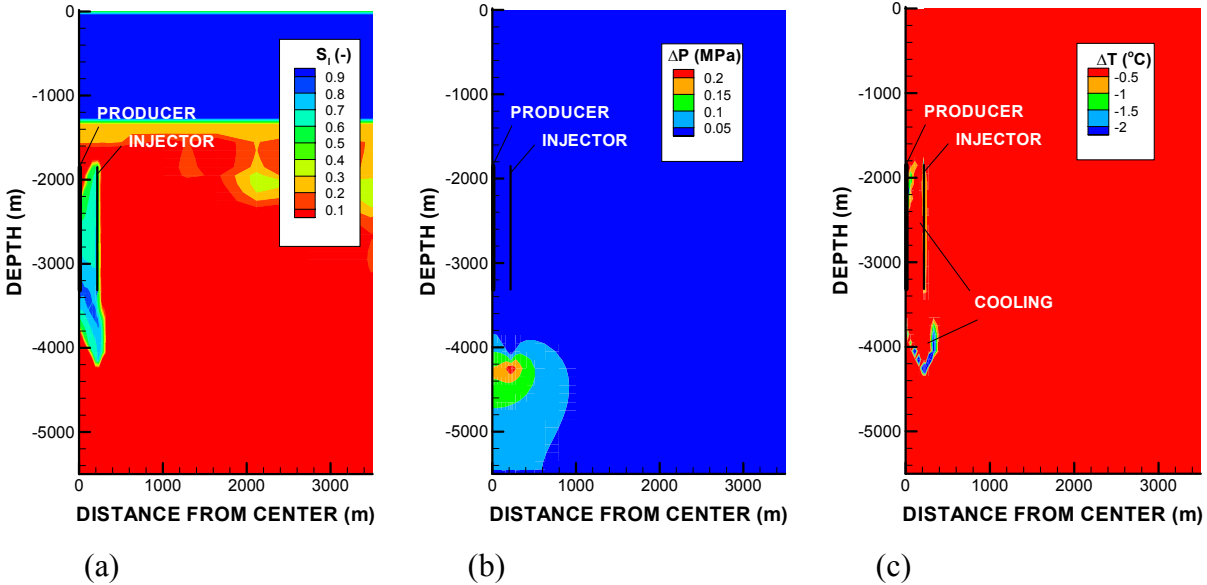 S_l (-)
0.9
0.8
0.7
0.6
0.5
0.4
0.3
0.2
0.1
PRODUCER
INJECTOR
0
-1000
-2000
-3000
-4000
-5000
DEPTH (m)
0 1000 2000 3000
DISTANCE FROM CENTER (m)
(a)
ΔP (MPa)
0.2
0.15
0.1
0.05
PRODUCER
INJECTOR
0
-1000
-2000
-3000
-4000
-5000
DEPTH (m)
0 1000 2000 3000
DISTANCE FROM CENTER (m)
(b)
ΔT (°C)
-0.5
-1
-1.5
-2
PRODUCER
INJECTOR
COOLING
0
-1000
-2000
-3000
-4000
-5000
DEPTH (m)
0 1000 2000 3000
DISTANCE FROM CENTER (m)
(c)